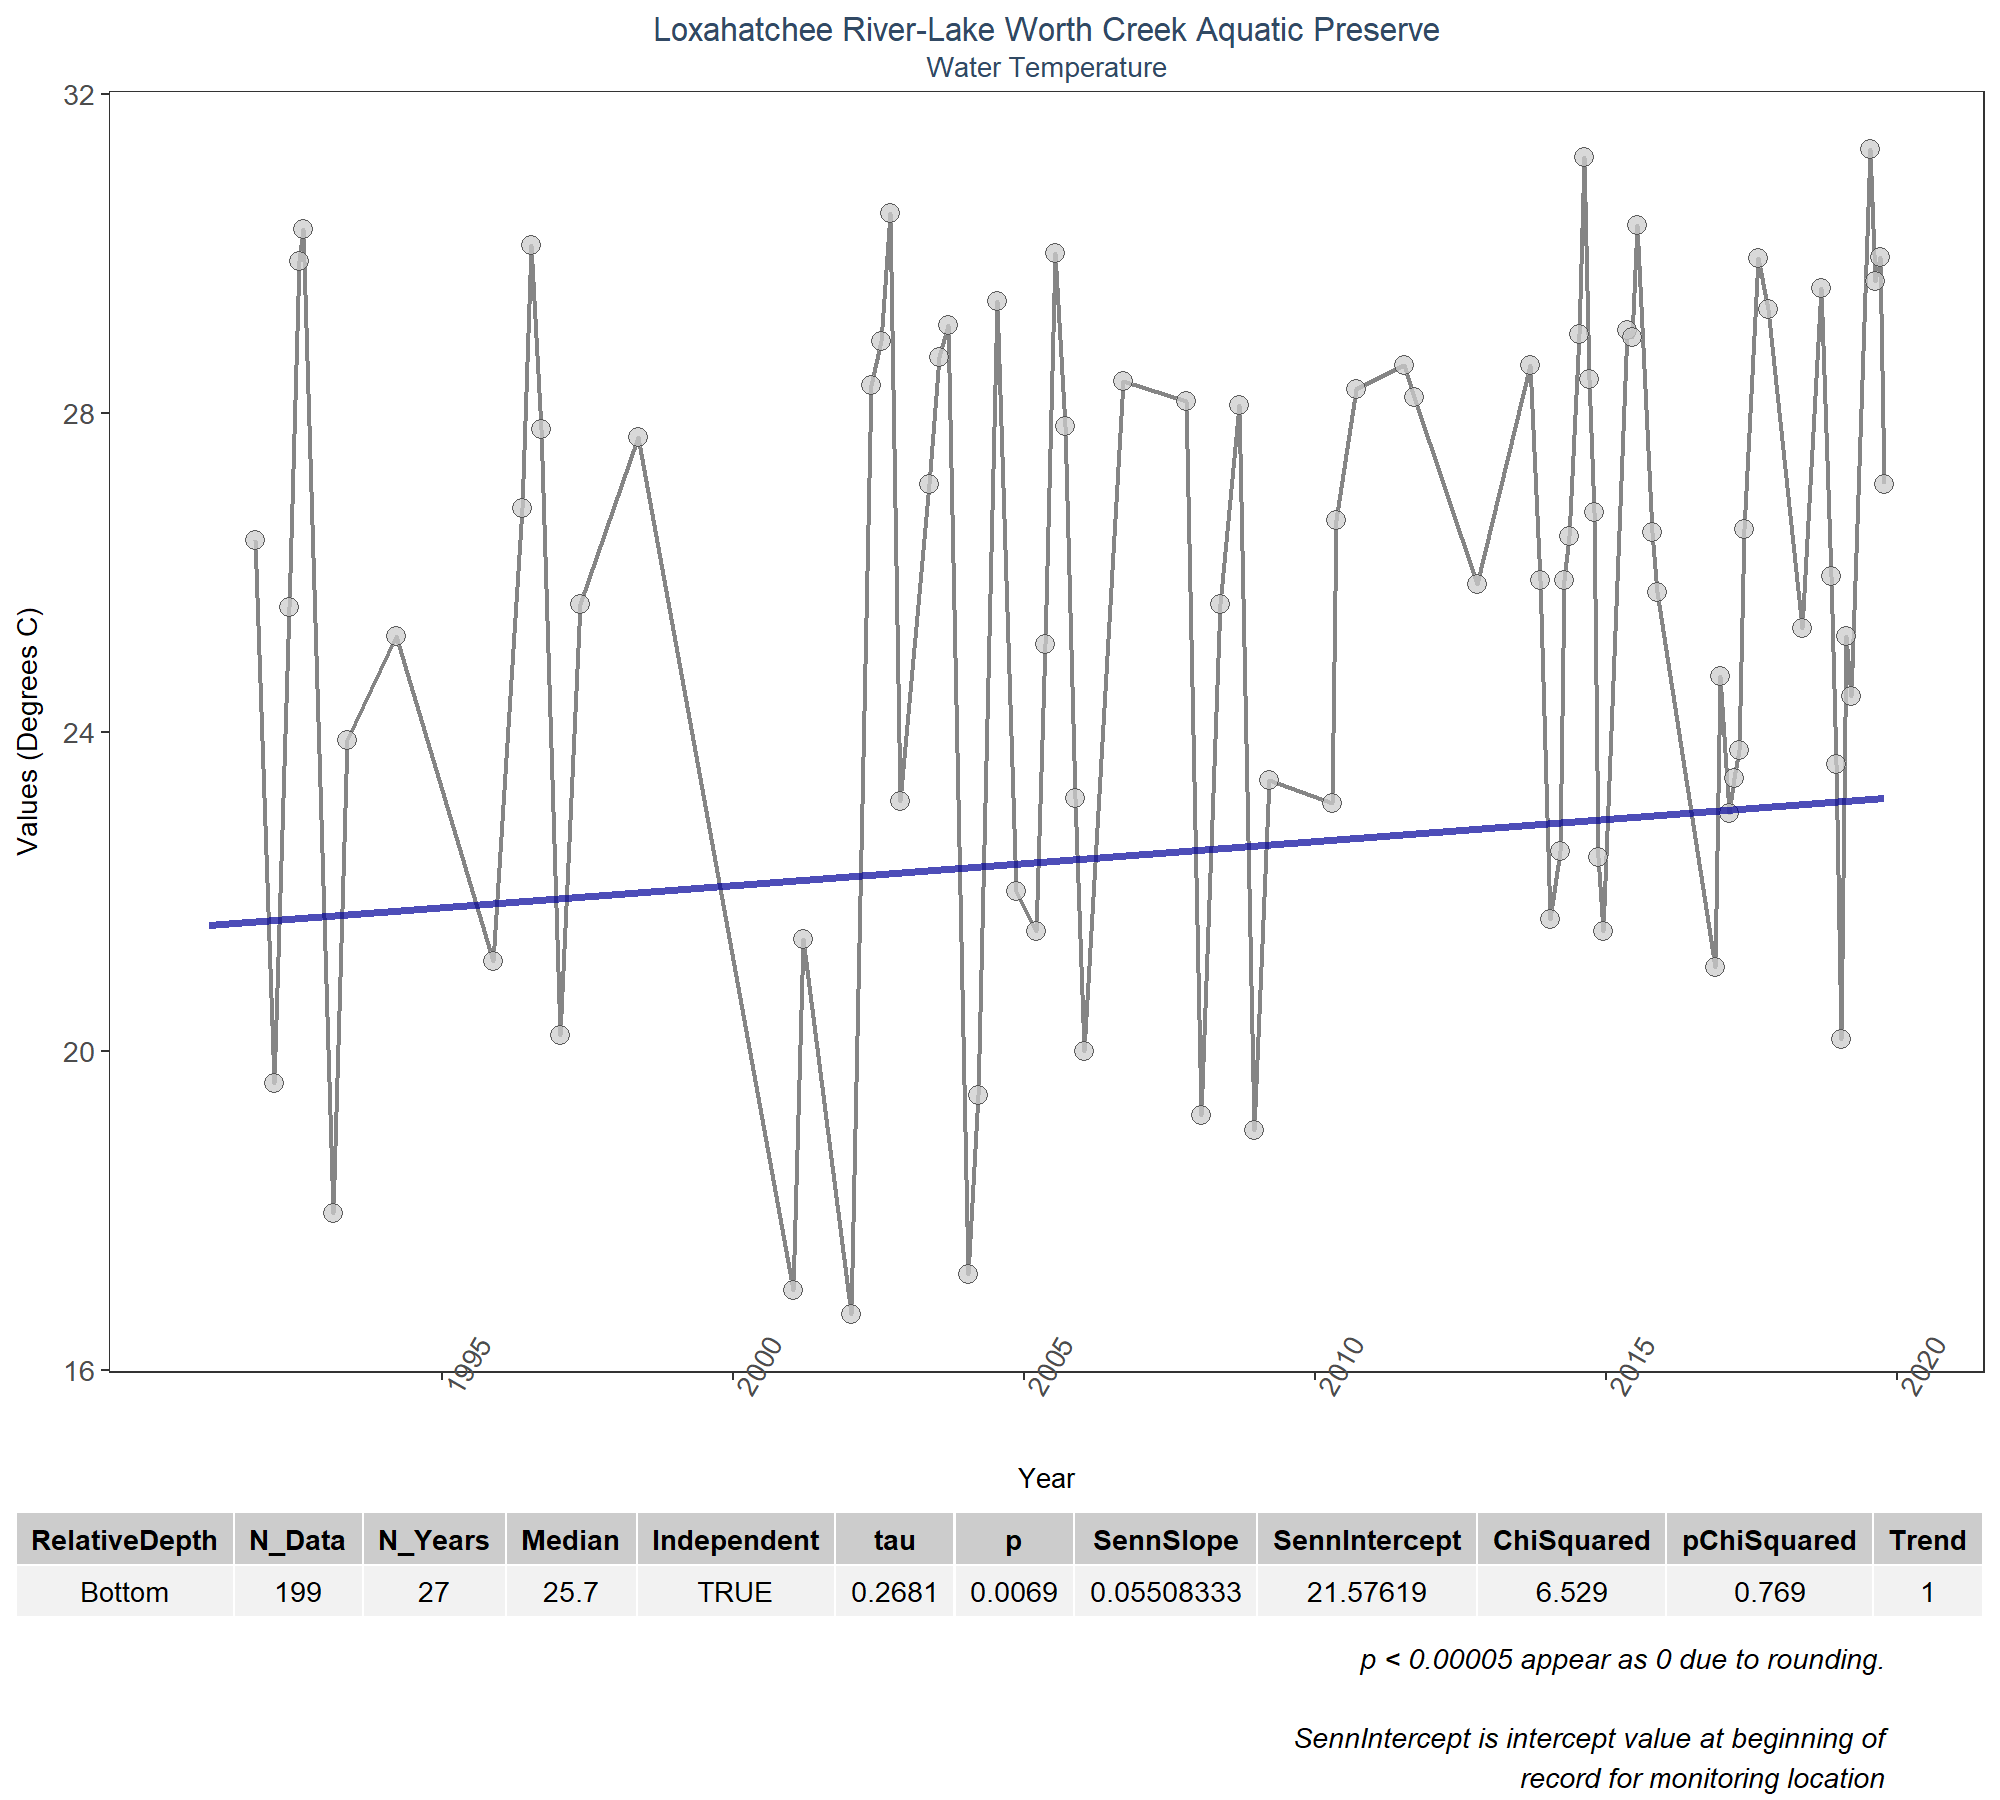 Loxahatchee River-Lake Worth Creek Aquatic Preserve
Water Temperature
32
28
24
20
16
Values (Degrees C)
1995
2000
2005
2010
2015
2020
Year
RelativeDepth N_Data N_Years Median Independent tau p SennSlope SennIntercept ChiSquared pChiSquared Trend
Bottom 199 27 25.7 TRUE 0.2681 0.0069 0.05508333 21.57619 6.529 0.769 1
p < 0.00005 appear as 0 due to rounding.
SennIntercept is intercept value at beginning of
record for monitoring location